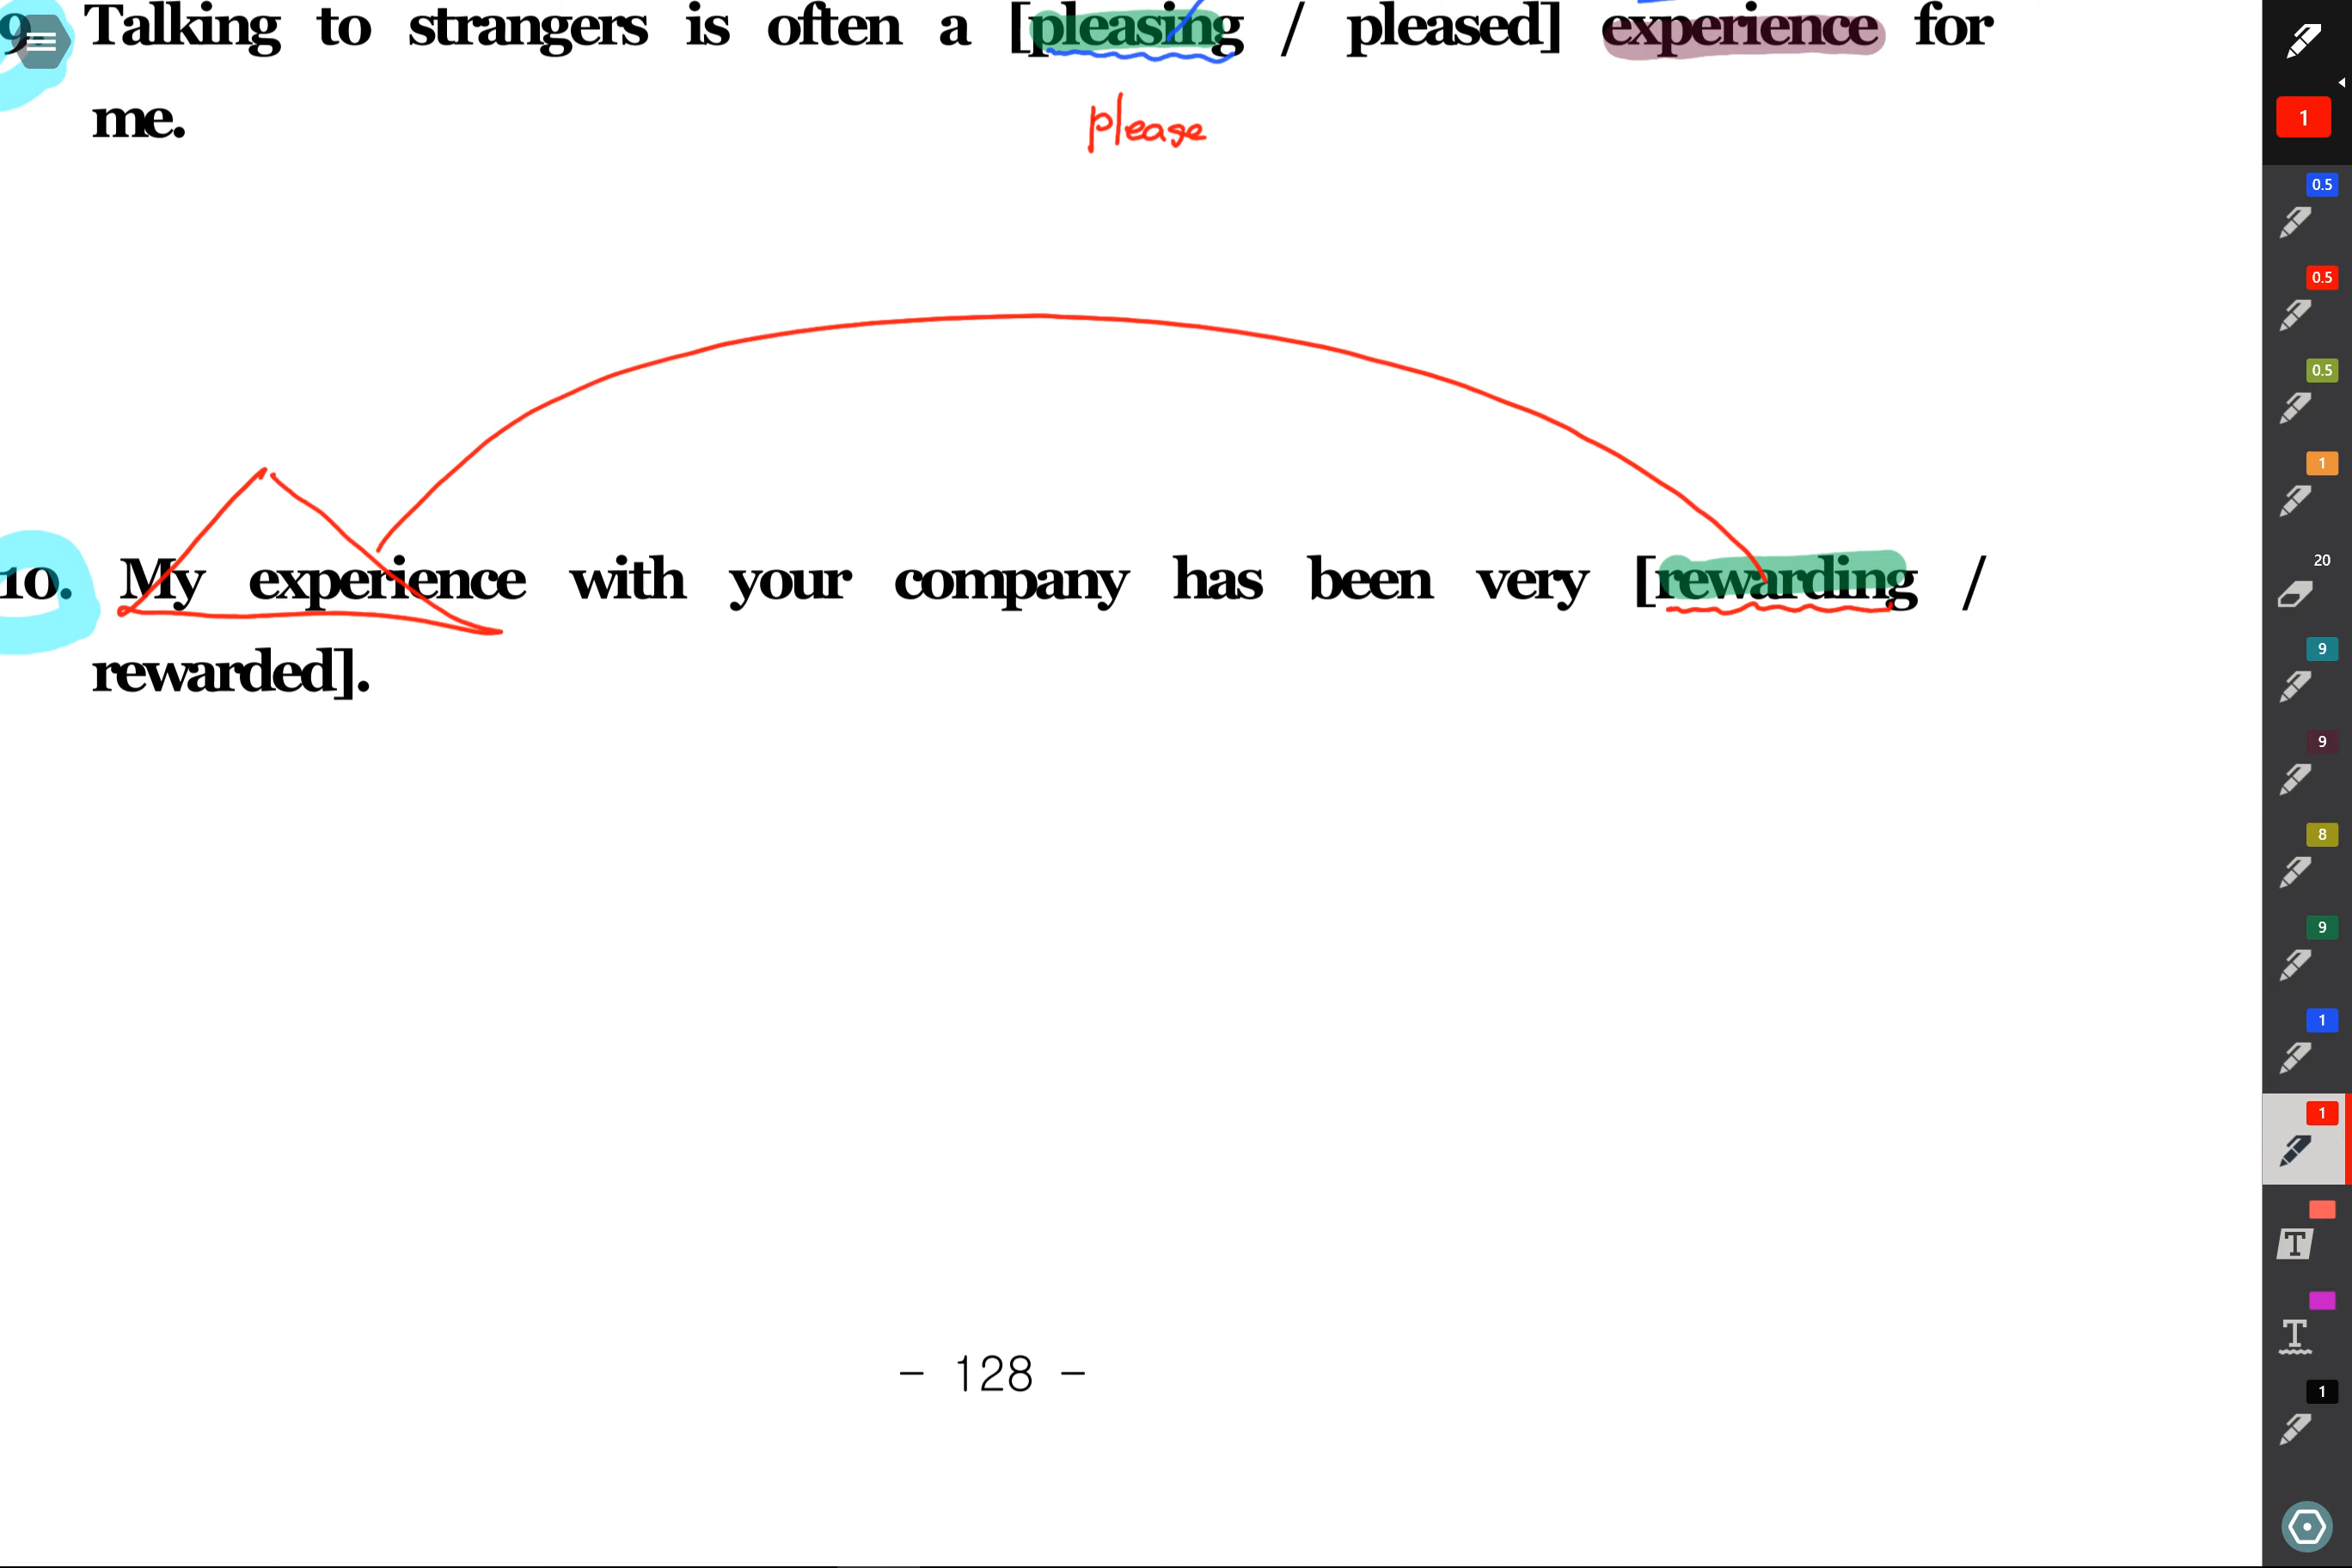 9. Talking to strangers is often a [pleasing / pleased] experience for
me.
please
10. My experience with your company has been very [rewarding /
rewarded].
- 128 -
1
0.5
0.5
0.5
1
20
9
9
8
9
1
1
T
T
1